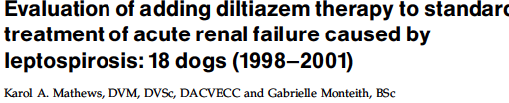 Evaluation of adding diltiazem therapy to standard
treatment of acute renal failure caused by
leptospirosis: 18 dogs (1998–2001)
Karol A. Mathews, DVM, DVSc, DACVECC and Gabrielle Monteith, BSc